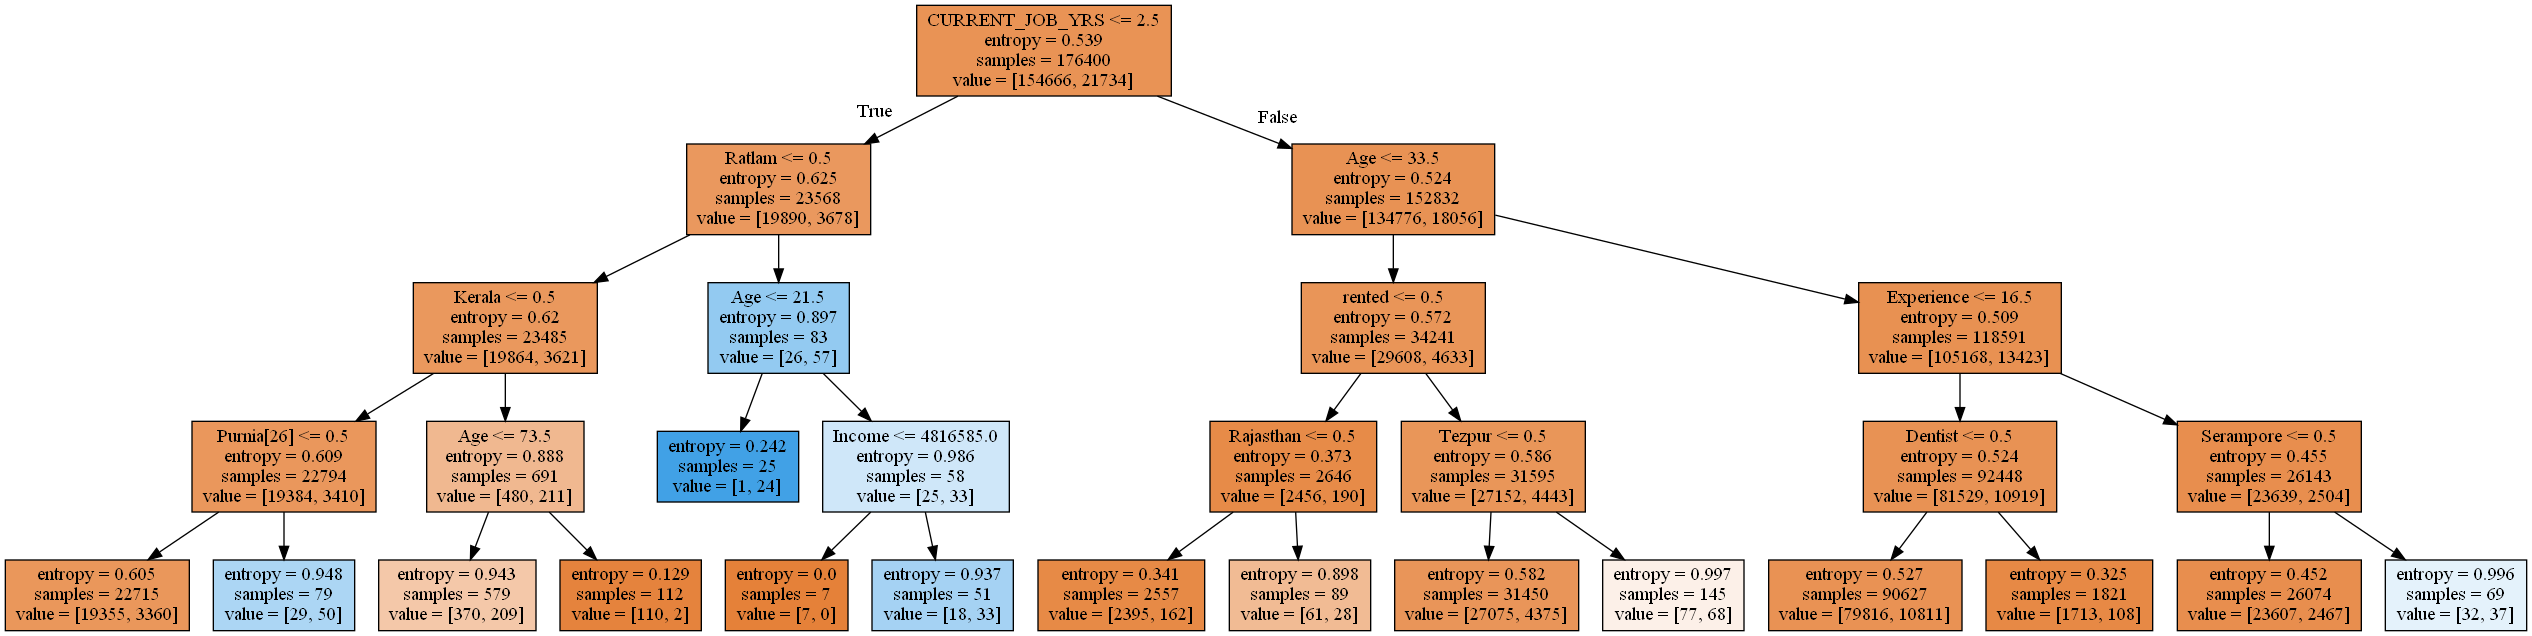 CURRENT_JOB_YRS <= 2.5
entropy = 0.539
samples = 176400
value = [154666, 21734]
True
False
Ratlam <= 0.5
entropy = 0.625
samples = 23568
value = [19890, 3678]
Age <= 33.5
entropy = 0.524
samples = 152832
value = [134776, 18056]
Kerala <= 0.5
entropy = 0.62
samples = 23485
value = [19864, 3621]
Age <= 21.5
entropy = 0.897
samples = 83
value = [26, 57]
rented <= 0.5
entropy = 0.572
samples = 34241
value = [29608, 4633]
Experience <= 16.5
entropy = 0.509
samples = 118591
value = [105168, 13423]
Purnia[26] <= 0.5
entropy = 0.609
samples = 22794
value = [19384, 3410]
Age <= 73.5
entropy = 0.888
samples = 691
value = [480, 211]
entropy = 0.242
samples = 25
value = [1, 24]
Income <= 4816585.0
entropy = 0.986
samples = 58
value = [25, 33]
Rajasthan <= 0.5
entropy = 0.373
samples = 2646
value = [2456, 190]
Tezpur <= 0.5
entropy = 0.586
samples = 31595
value = [27152, 4443]
Dentist <= 0.5
entropy = 0.524
samples = 92448
value = [81529, 10919]
Serampore <= 0.5
entropy = 0.455
samples = 26143
value = [23639, 2504]
entropy = 0.605
samples = 22715
value = [19355, 3360]
entropy = 0.948
samples = 79
value = [29, 50]
entropy = 0.943
samples = 579
value = [370, 209]
entropy = 0.129
samples = 112
value = [110, 2]
entropy = 0.0
samples = 7
value = [7, 0]
entropy = 0.937
samples = 51
value = [18, 33]
entropy = 0.341
samples = 2557
value = [2395, 162]
entropy = 0.898
samples = 89
value = [61, 28]
entropy = 0.582
samples = 31450
value = [27075, 4375]
entropy = 0.997
samples = 145
value = [77, 68]
entropy = 0.527
samples = 90627
value = [79816, 10811]
entropy = 0.325
samples = 1821
value = [1713, 108]
entropy = 0.452
samples = 26074
value = [23607, 2467]
entropy = 0.996
samples = 69
value = [32, 37]